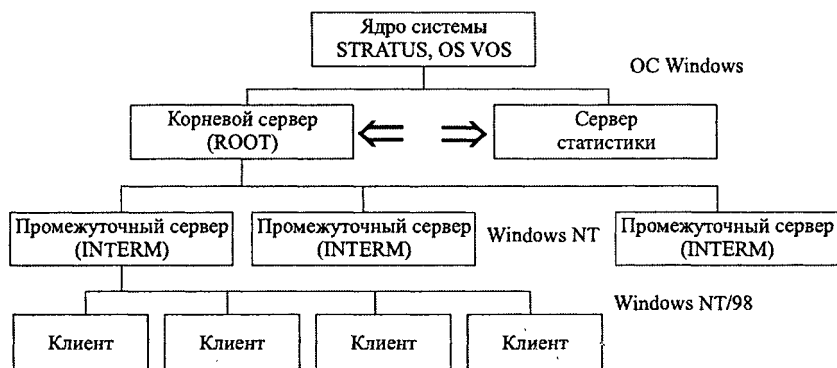 Ядро системы
STRATUS, OS VOS
ОС Windows
Корневой сервер
(ROOT)
Сервер
статистики
Промежуточный сервер
(INTERM)
Промежуточный сервер
(INTERM)
Windows NT
Промежуточный сервер
(INTERM)
Windows NT/98
Клиент
Клиент
Клиент
Клиент